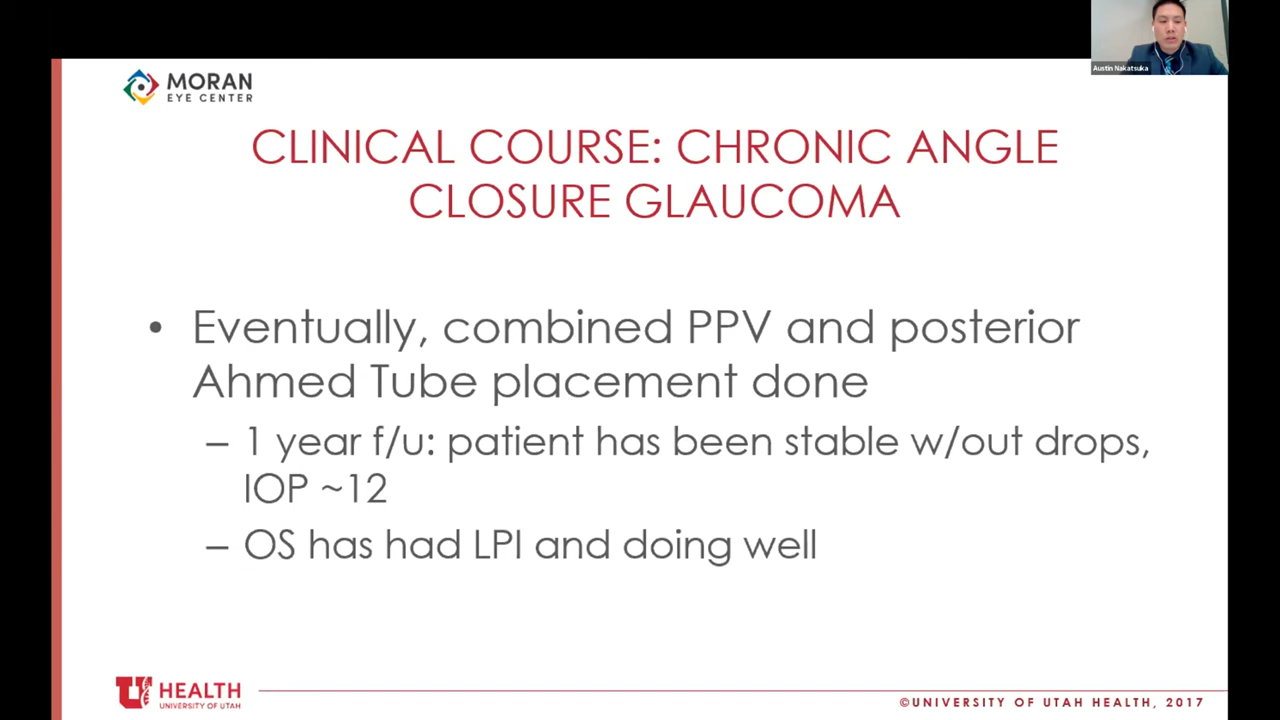 Austin Nakatsuka
MORAN
EYE CENTER
CLINICAL COURSE: CHRONIC ANGLE
CLOSURE GLAUCOMA
• Eventually, combined PPV and posterior
Ahmed Tube placement done
– 1 year f/u: patient has been stable w/out drops,
IOP ~12
– OS has had LPI and doing well
U HEALTH
UNIVERSITY OF UTAH
©UNIVERSITY OF UTAH HEALTH, 2017